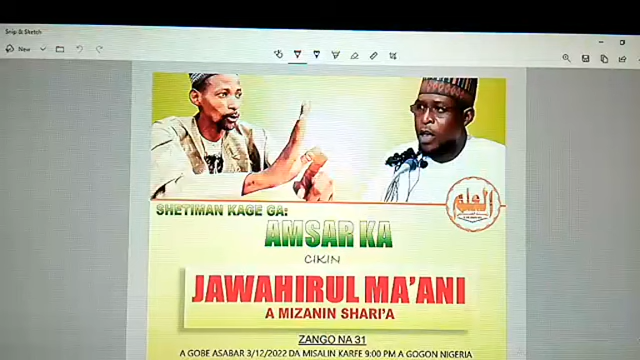 Snip & Sketch
New
SHETIMAN KAGE GA:
AMSAR KA
CIKIN
JAWAHIRUL MA'ANI
A MIZANIN SHARI'A
ZANGO NA 31
A GOBE ASABAR 3/12/2022 DA MISALIN KARFE 9:00 PM A GOGON NIGERIA
العلم